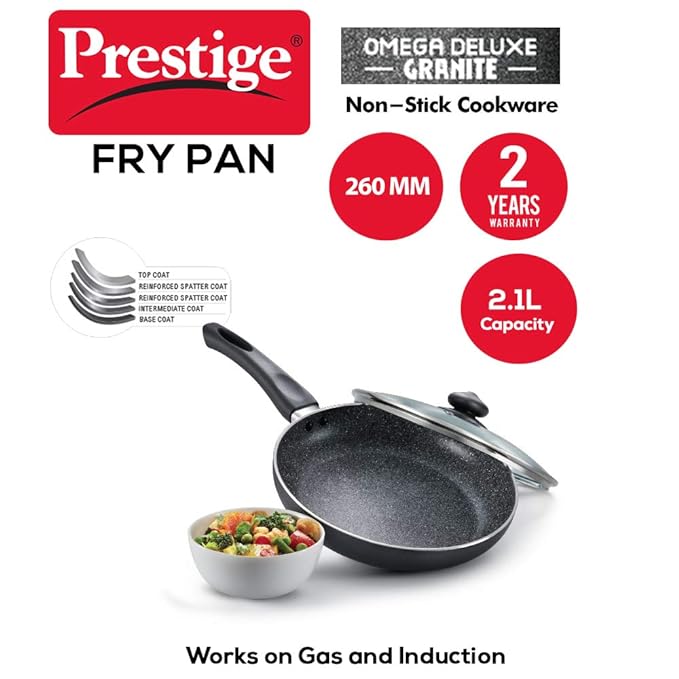 Prestige®
FRY PAN
OMEGA DELUXE
GRANITE
Non-Stick Cookware
260 MM
2
YEARS
WARRANTY
2.1L
Capacity
TOP COAT
REINFORCED SPATTER COAT
REINFORCED SPATTER COAT
INTERMEDIATE COAT
BASE COAT
Works on Gas and Induction